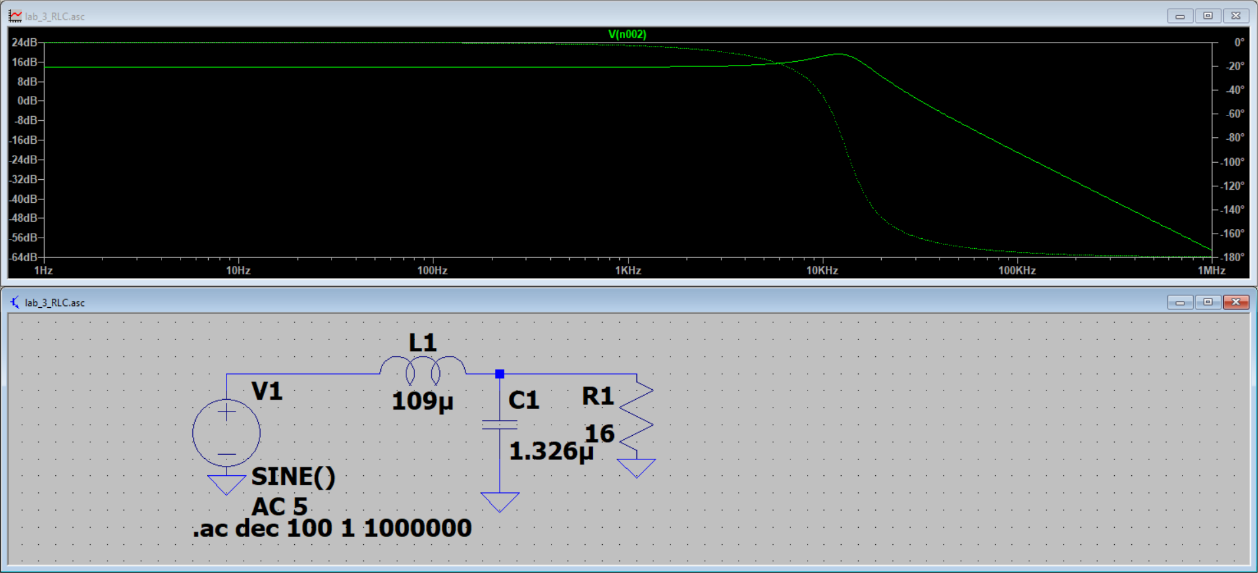 lab_3_RLC.asc
V(n002)
24dB
16dB
8dB
0dB
-8dB
-16dB
-24dB
-32dB
-40dB
-48dB
-56dB
-64dB
0°
-20°
-40°
-60°
-80°
-100°
-120°
-140°
-160°
-180°
1Hz 10Hz 100Hz 1KHz 10KHz 100KHz 1MHz
lab_3_RLC.asc
L1
109µ
V1
C1
R1
16
1.326µ
SINE()
AC 5
.ac dec 100 1 1000000